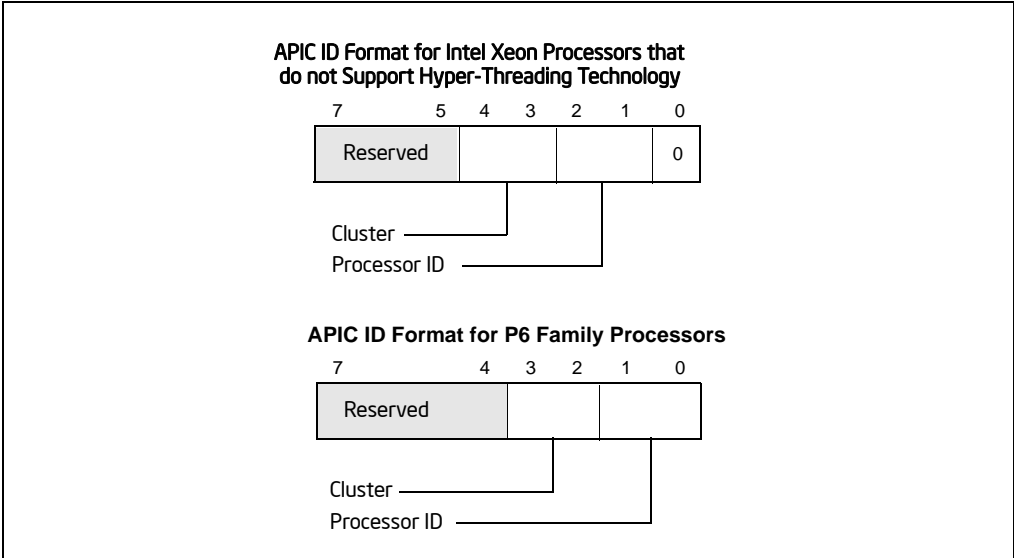 APIC ID Format for Intel Xeon Processors that
do not Support Hyper-Threading Technology
7 5 4 3 2 1 0
Reserved 0
Cluster
Processor ID
APIC ID Format for P6 Family Processors
7 4 3 2 1 0
Reserved
Cluster
Processor ID